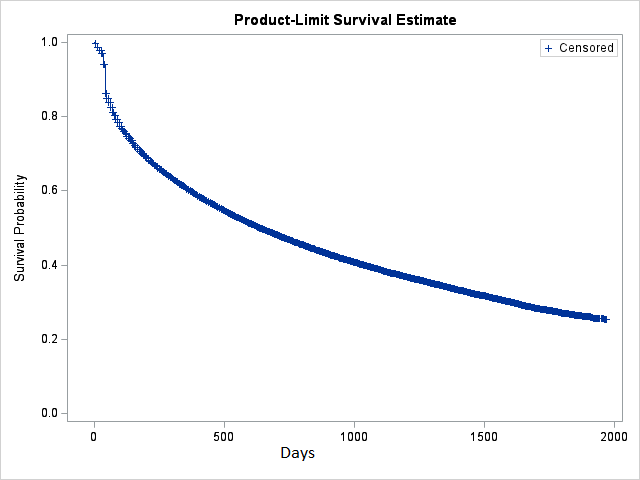 Product-Limit Survival Estimate
+ Censored
1.0
0.8
0.6
0.4
0.2
0.0
Survival Probability
0 500 1000 1500 2000
Days